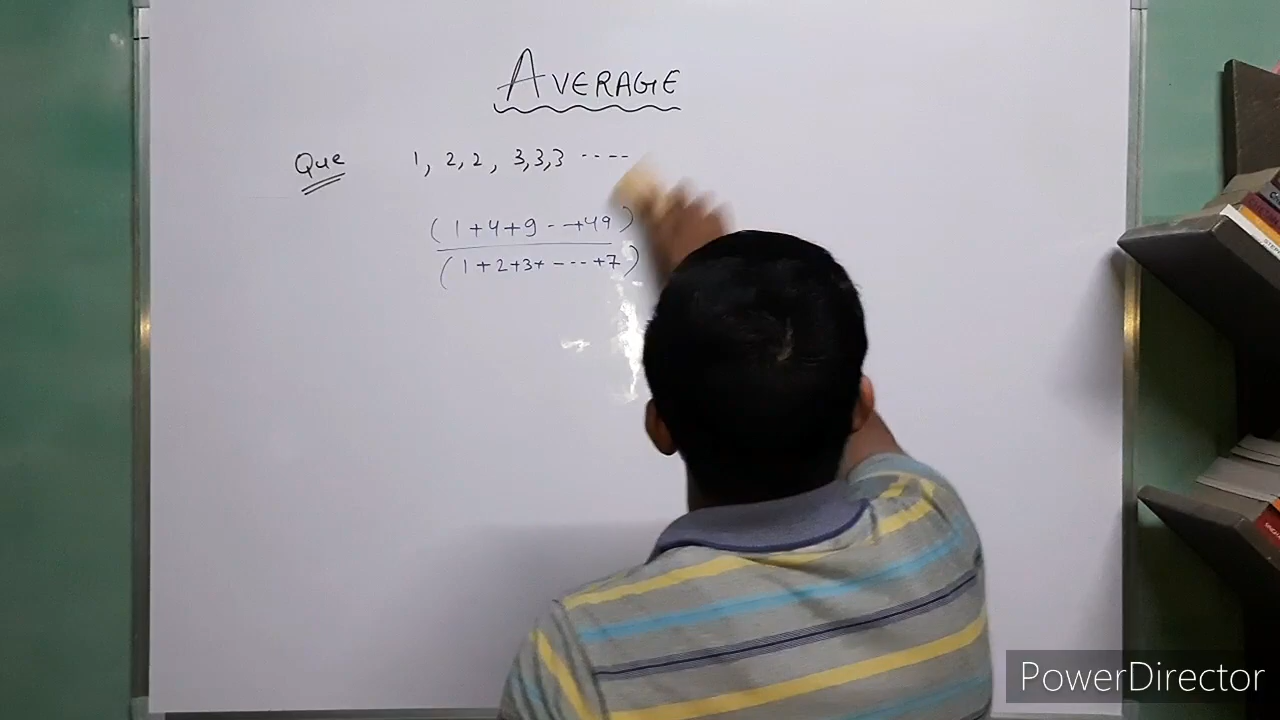 AVERAGE
Que 1, 2,2, 3,3,3 -----
(1+4+9 - -+49)
(1+2+3+ - - - - +7)
PowerDirector